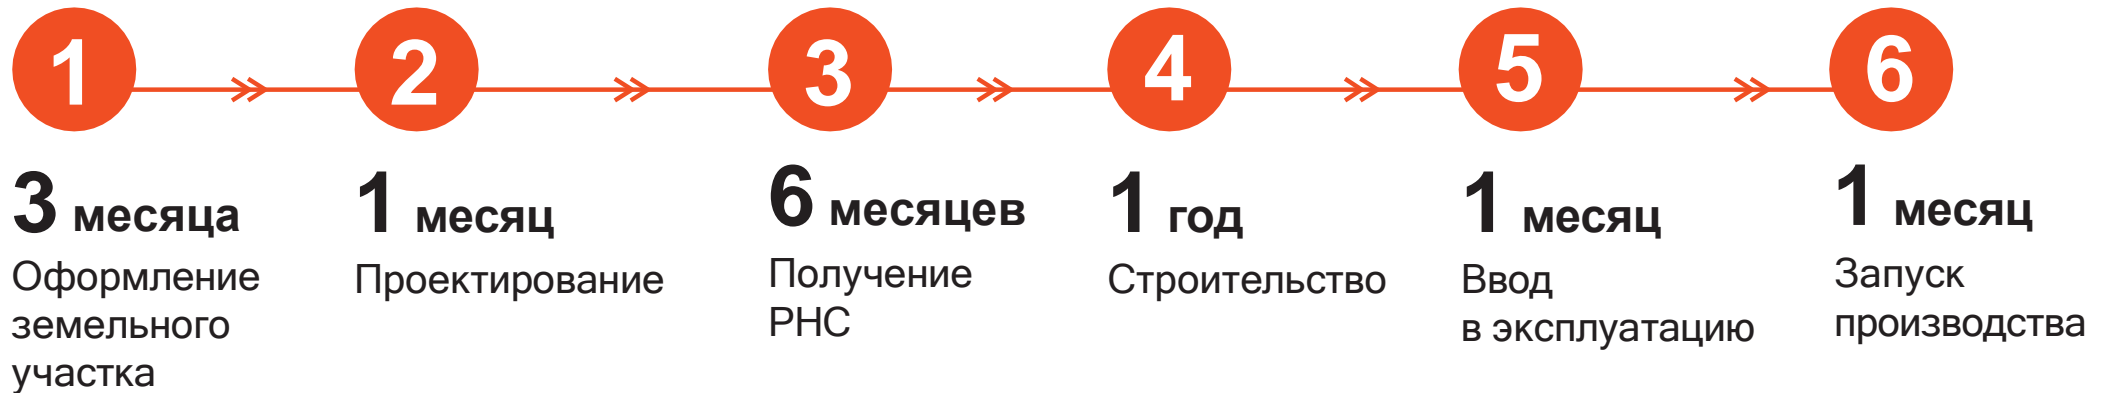 1
2
3
4
5
6
3 месяца
Оформление
земельного
участка
1 месяц
Проектирование
6 месяцев
Получение
РНС
1 год
Строительство
1 месяц
Ввод
в эксплуатацию
1 месяц
Запуск
производства